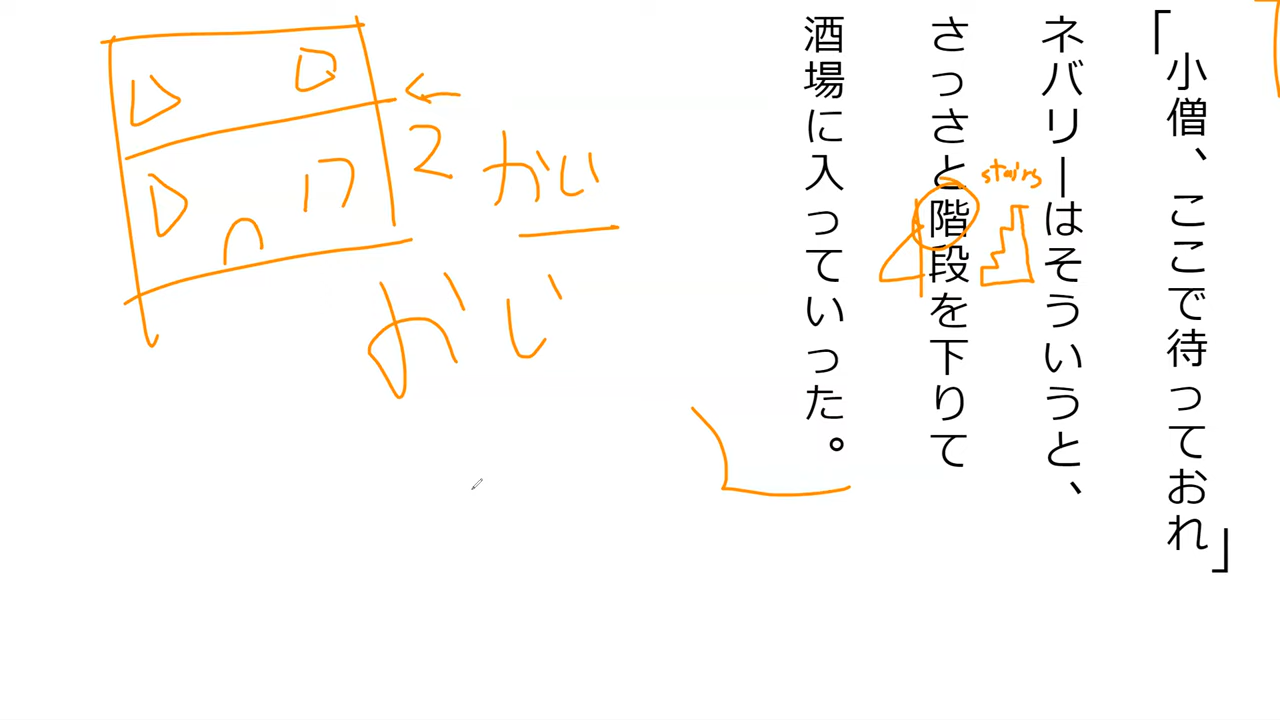 「小僧、ここで待っておれ」
ネバリーはそういうと、
さっさと階段を下りて
酒場に入っていった。
stairs
2 かい
かい